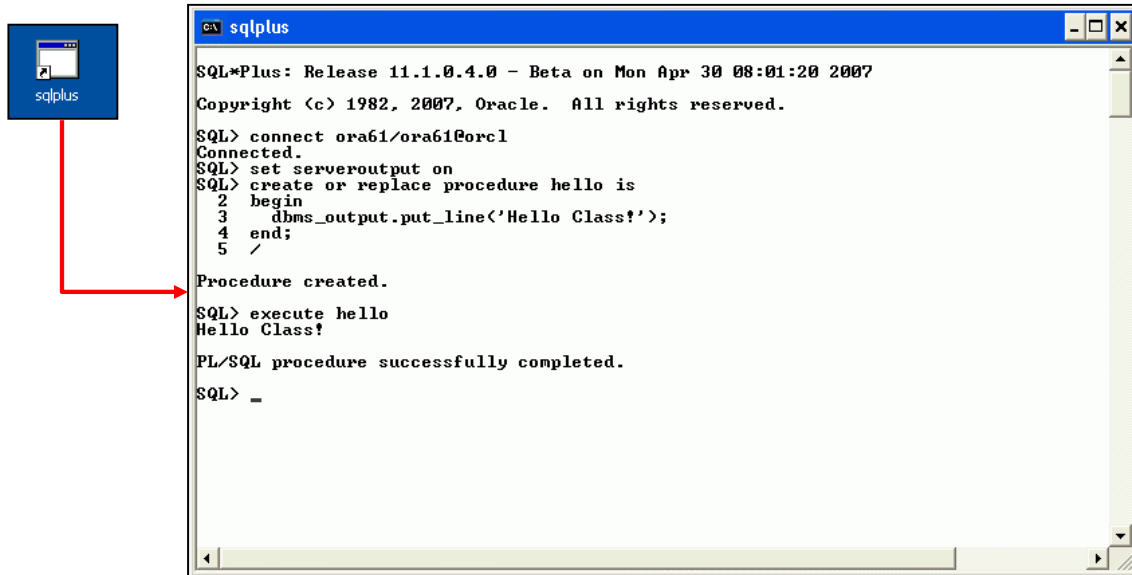 sqlplus
sqlplus
SQL*Plus: Release 11.1.0.4.0 - Beta on Mon Apr 30 08:01:20 2007
Copyright (c) 1982, 2007, Oracle.  All rights reserved.
SQL> connect ora61/ora61@orcl
Connected.
SQL> set serveroutput on
SQL> create or replace procedure hello is
  2  begin
  3    dbms_output.put_line('Hello Class!');
  4  end;
  5  /
Procedure created.
SQL> execute hello
Hello Class!
PL/SQL procedure successfully completed.
SQL> _